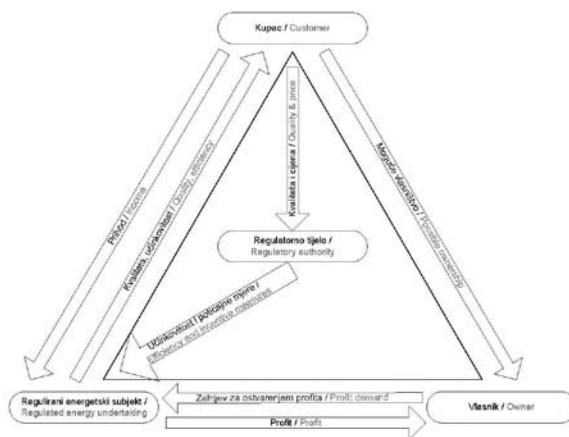 Kupac / Customer
Prihod / Income
Kvaliteta, učinkovitost / Quality, efficiency
Kvaliteta i cijena / Quality & price
Moguće vlasništvo / Possible ownership
Regulatorno tijelo /
Regulatory authority
Učinkovitost i poticajne mjere /
Efficiency and incentive measures
Regulirani energetski subjekt /
Regulated energy undertaking
Zahtjev za ostvarenjem profita / Profit demand
Profit / Profit
Vlasnik / Owner